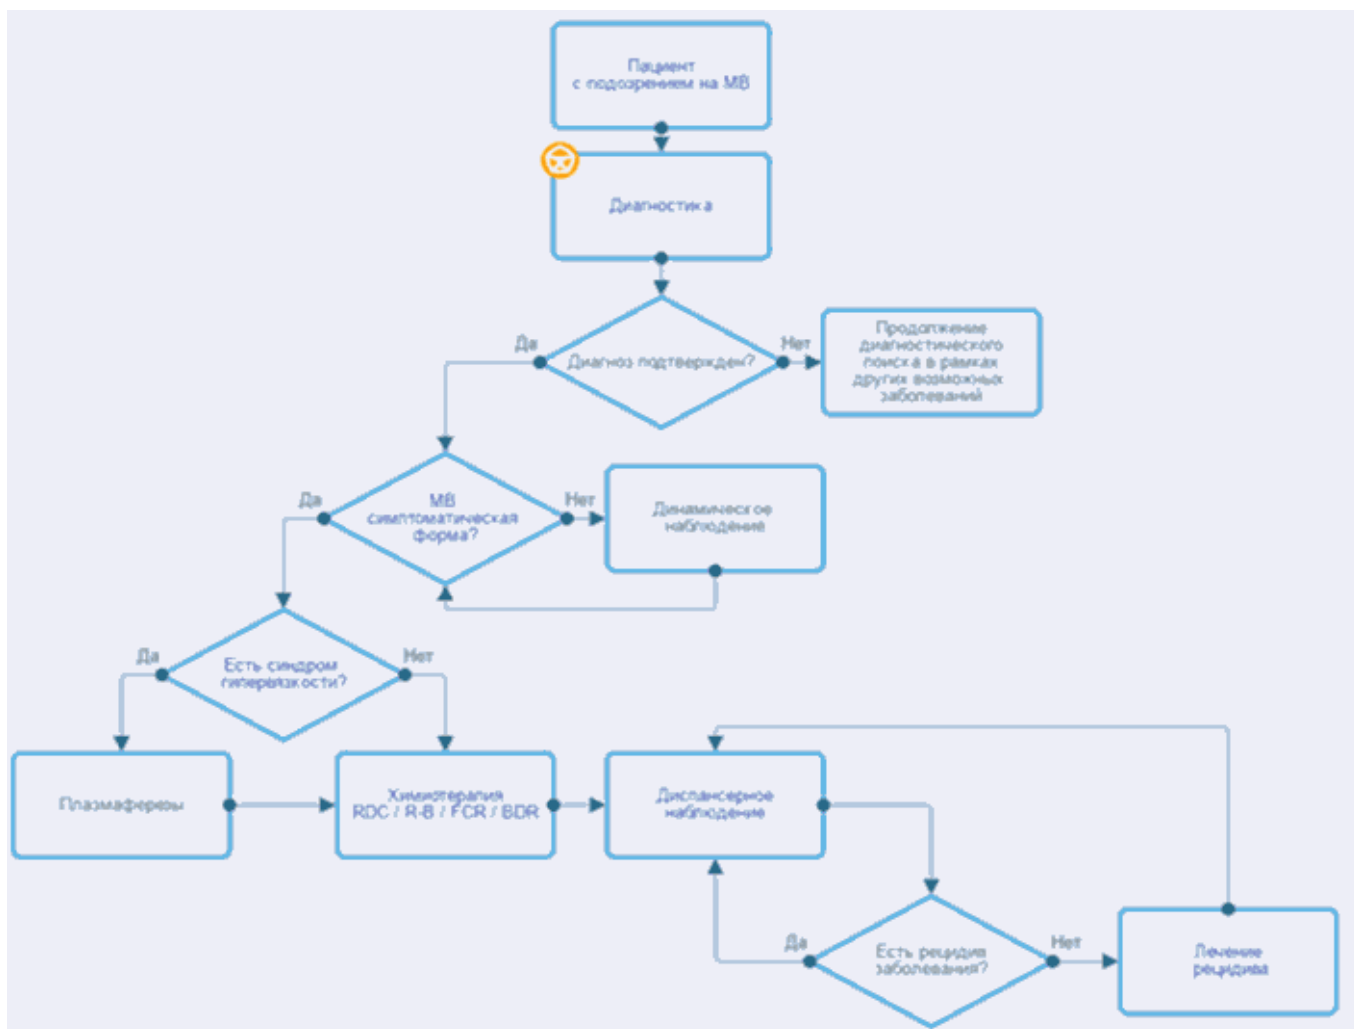 Пациент
с подозрением на МВ
Диагностика
Да
Диагноз подтвержден?
Нет
Продолжение
диагностического
поиска в рамках
других возможных
заболеваний
Да
МВ
симптоматическая
форма?
Нет
Динамическое
наблюдение
Да
Есть синдром
гипервязкости?
Нет
Плазмаферезы
Химиотерапия
RDC / R-B / FCR / BDR
Диспансерное
наблюдение
Да
Есть рецидив
заболевания?
Нет
Лечение
рецидива